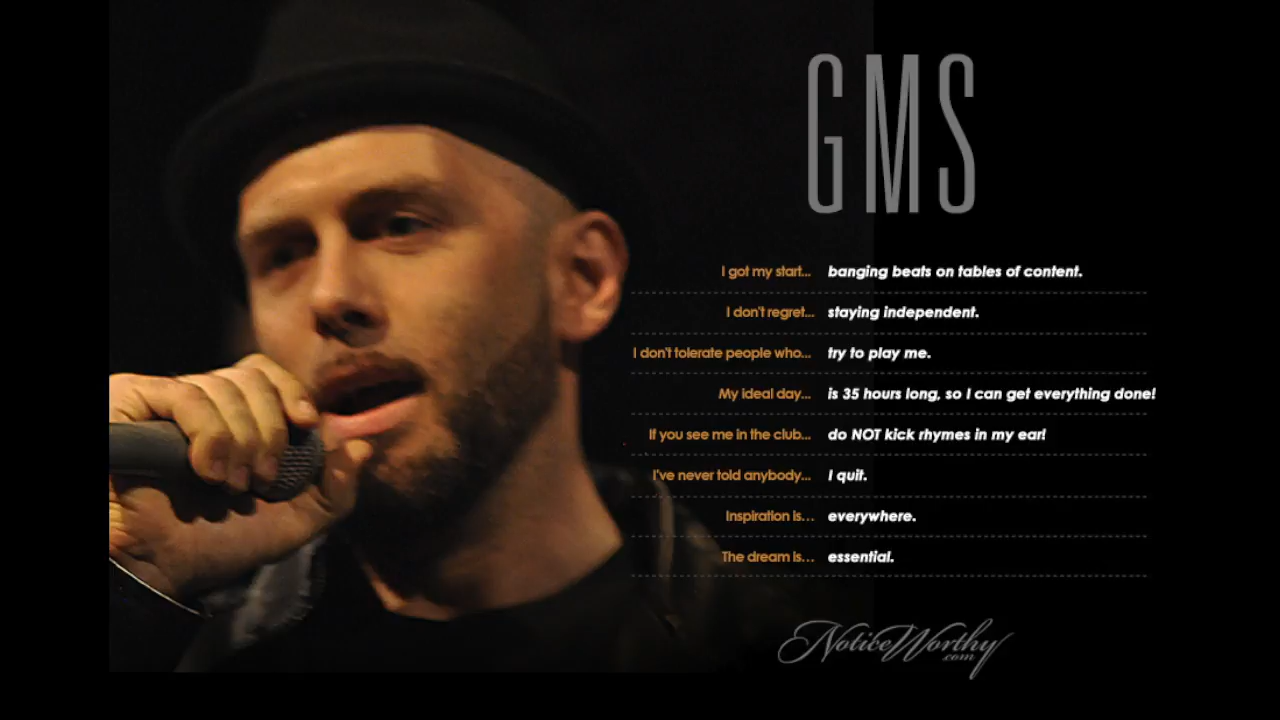 GMS
I got my start... banging beats on tables of content.
I don't regret... staying independent.
I don't tolerate people who... try to play me.
My ideal day... is 35 hours long, so I can get everything done!
If you see me in the club... do NOT kick rhymes in my ear!
I've never told anybody... I quit.
Inspiration is... everywhere.
The dream is... essential.
NoticeWorthy
.com